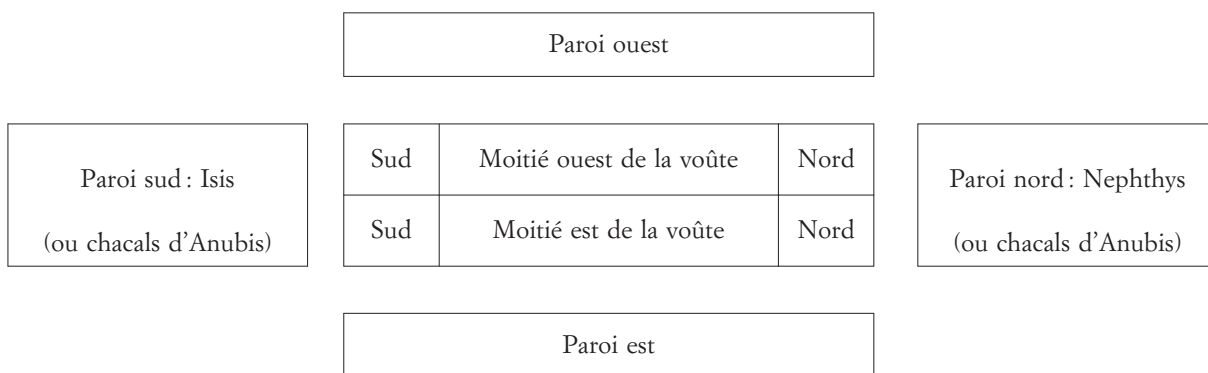 Paroi ouest
Paroi sud : Isis
(ou chacals d’Anubis)
Sud
Moitié ouest de la voûte
Nord
Sud
Moitié est de la voûte
Nord
Paroi nord : Nephthys
(ou chacals d’Anubis)
Paroi est